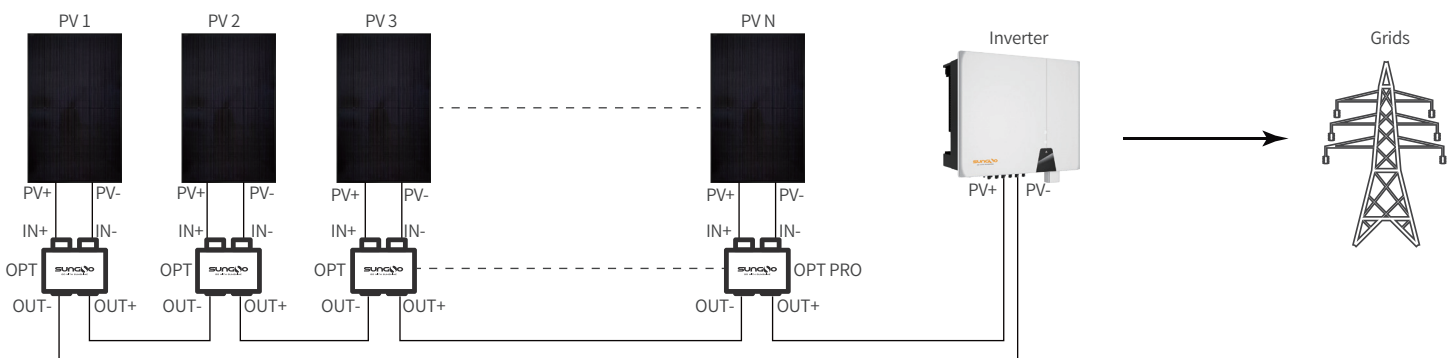 PV 1
PV 2
PV 3
PV N
Inverter
Grids
PV+
PV-
PV+
PV-
PV+
PV-
PV+
PV-
PV+
PV-
IN+
IN-
IN+
IN-
IN+
IN-
IN+
IN-
OPT
OPT
OPT
OPT PRO
OUT-
OUT+
OUT-
OUT+
OUT-
OUT+
OUT-
OUT+